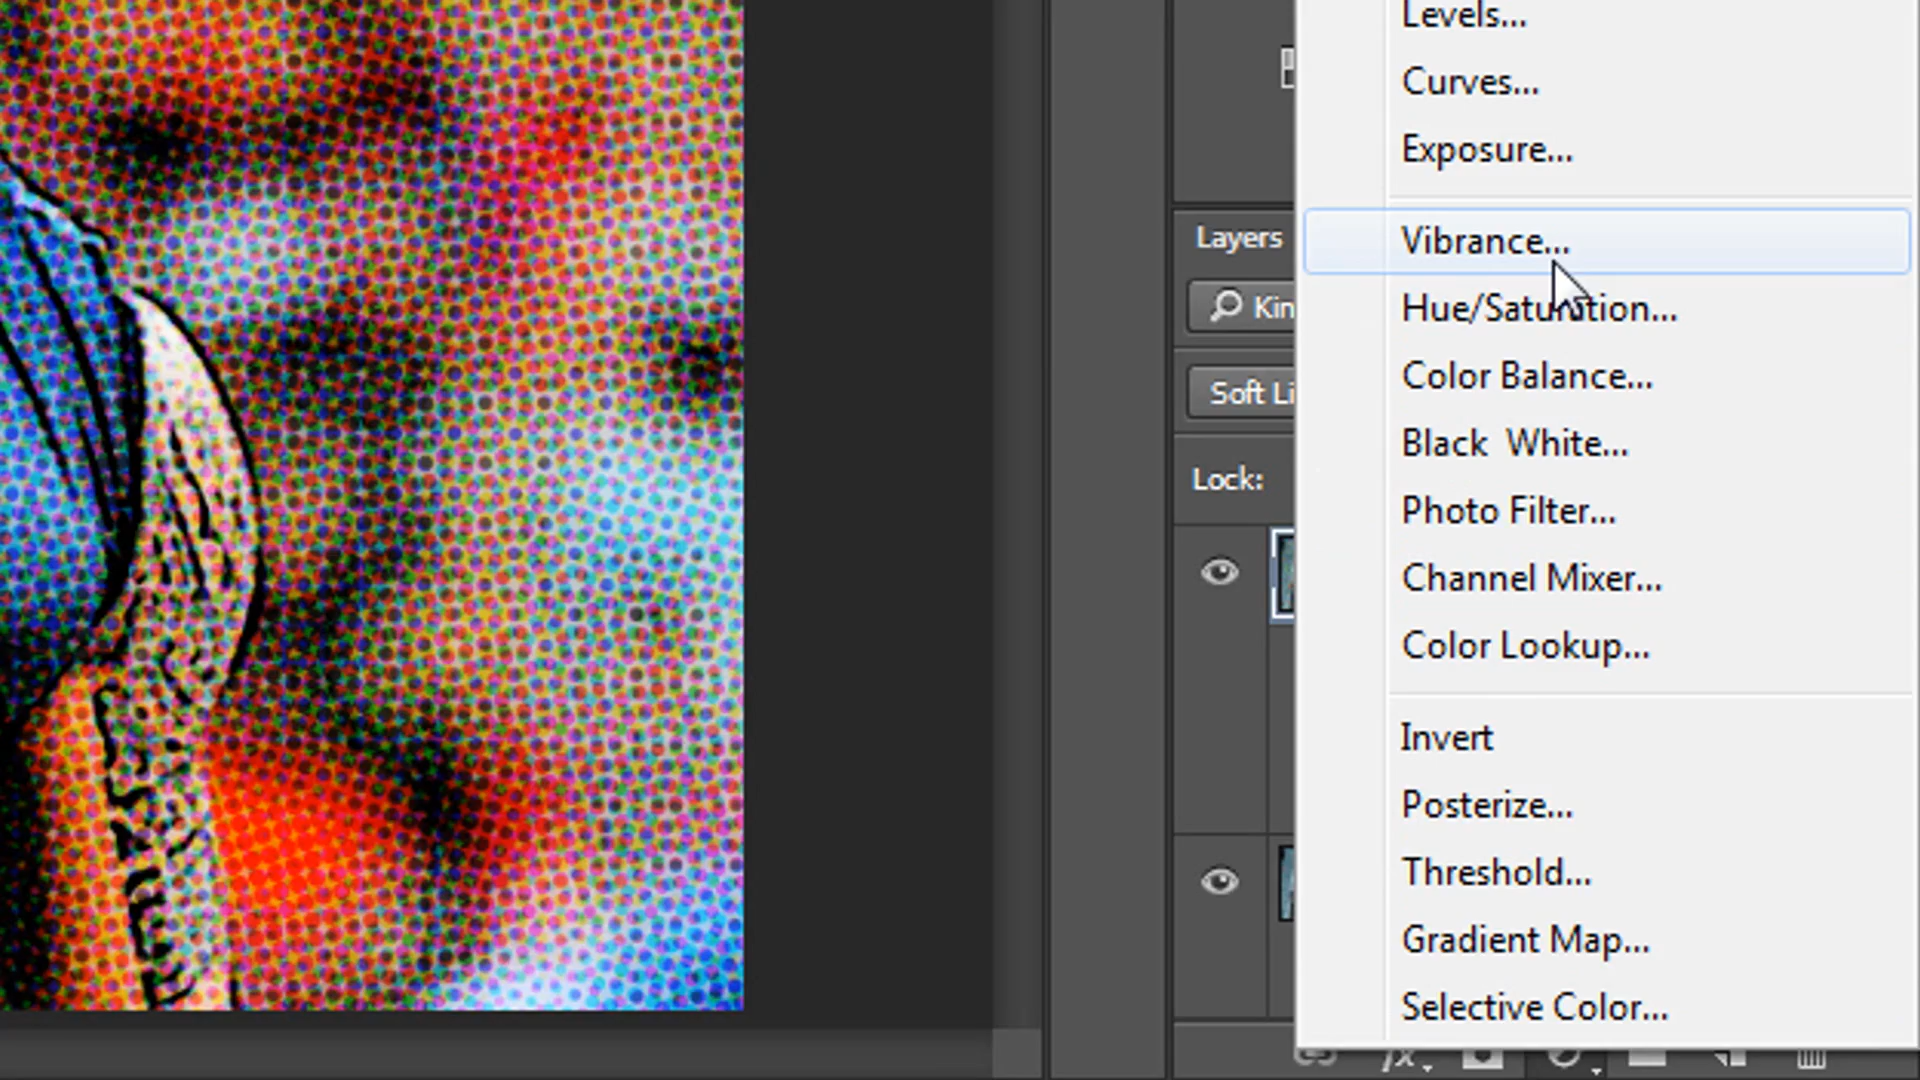 Levels...
Curves...
Exposure...
Vibrance...
Hue/Saturation...
Color Balance...
Black  White...
Photo Filter...
Channel Mixer...
Color Lookup...
Invert
Posterize...
Threshold...
Gradient Map...
Selective Color...
Layers
Kin
Soft Li
Lock:
fx